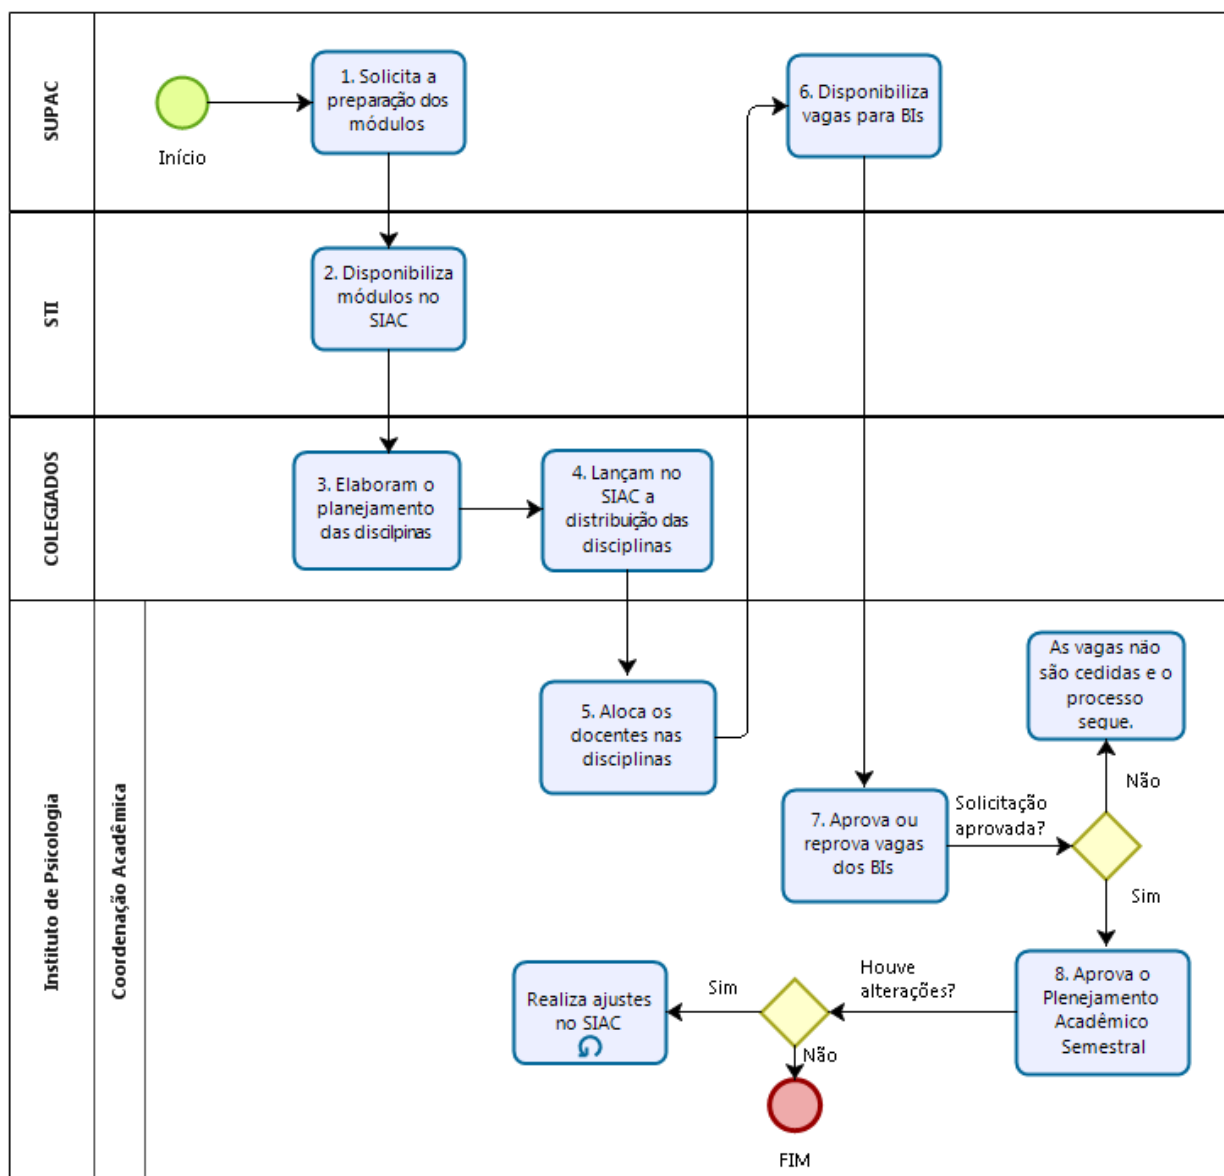 SUPAC
Início
1. Solicita a
preparação dos
módulos
6. Disponibiliza
vagas para BIs
STI
2. Disponibiliza
módulos no
SIAC
COLEGIADOS
3. Elaboram o
planejamento
das discilpinas
4. Lançam no
SIAC a
distribuição das
disciplinas
Instituto de Psicologia
Coordenação Acadêmica
5. Aloca os
docentes nas
disciplinas
As vagas não
são cedidas e o
processo
segue.
Não
7. Aprova ou
reprova vagas
dos BIs
Solicitação
aprovada?
Sim
8. Aprova o
Plenejamento
Acadêmico
Semestral
Houve
alterações?
Sim
Realiza ajustes
no SIAC
Não
FIM